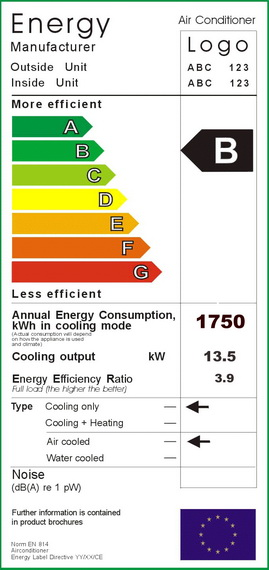 Energy Air Conditioner
Manufacturer Logo
Outside Unit ABC 123
Inside Unit ABC 123
More efficient
A
B B
C
D
E
F
G
Less efficient
Annual Energy Consumption, 1750
kWh in cooling mode
(Actual consumption will depend
on how the appliance is used
and climate)
Cooling output kW 13.5
Energy Efficiency Ratio 3.9
Full load (the higher the better)
Type Cooling only —
Cooling + Heating —
Air cooled —
Water cooled —
Noise
(dB(A) re 1 pW)
Further information is contained
in product brochures
Norm EN 814
Airconditioner
Energy Label Directive YY/XX/CE